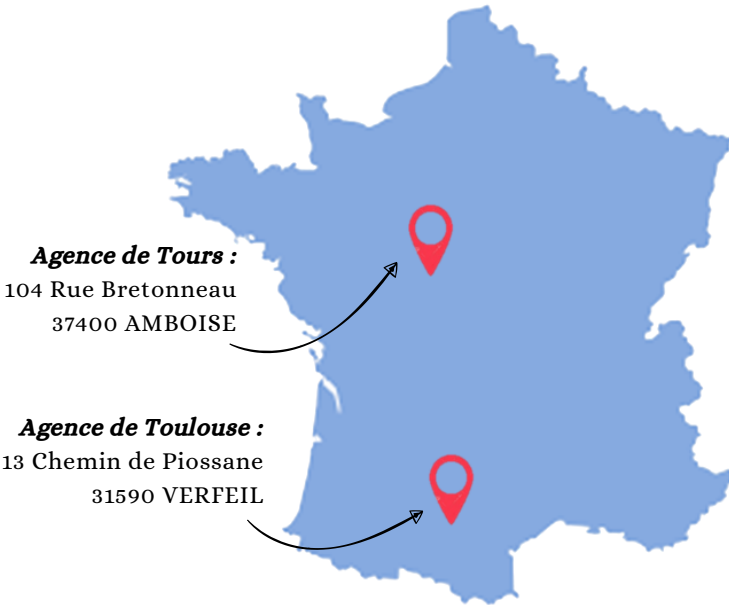 Agence de Tours :
104 Rue Bretonneau
37400 AMBOISE
Agence de Toulouse :
13 Chemin de Piossane
31590 VERFEIL